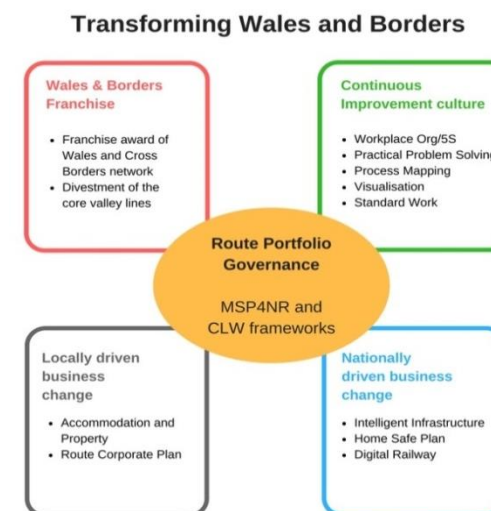 Transforming Wales and Borders
Wales & Borders
Franchise
• Franchise award of
Wales and Cross
Borders network
• Divestment of the
core valley lines
Continuous
Improvement culture
• Workplace Org/5S
• Practical Problem Solving
• Process Mapping
• Visualisation
• Standard Work
Route Portfolio
Governance
MSP4NR and
CLW frameworks
Locally driven
business
change
• Accommodation and
Property
• Route Corporate Plan
Nationally
driven business
change
• Intelligent Infrastructure
• Home Safe Plan
• Digital Railway